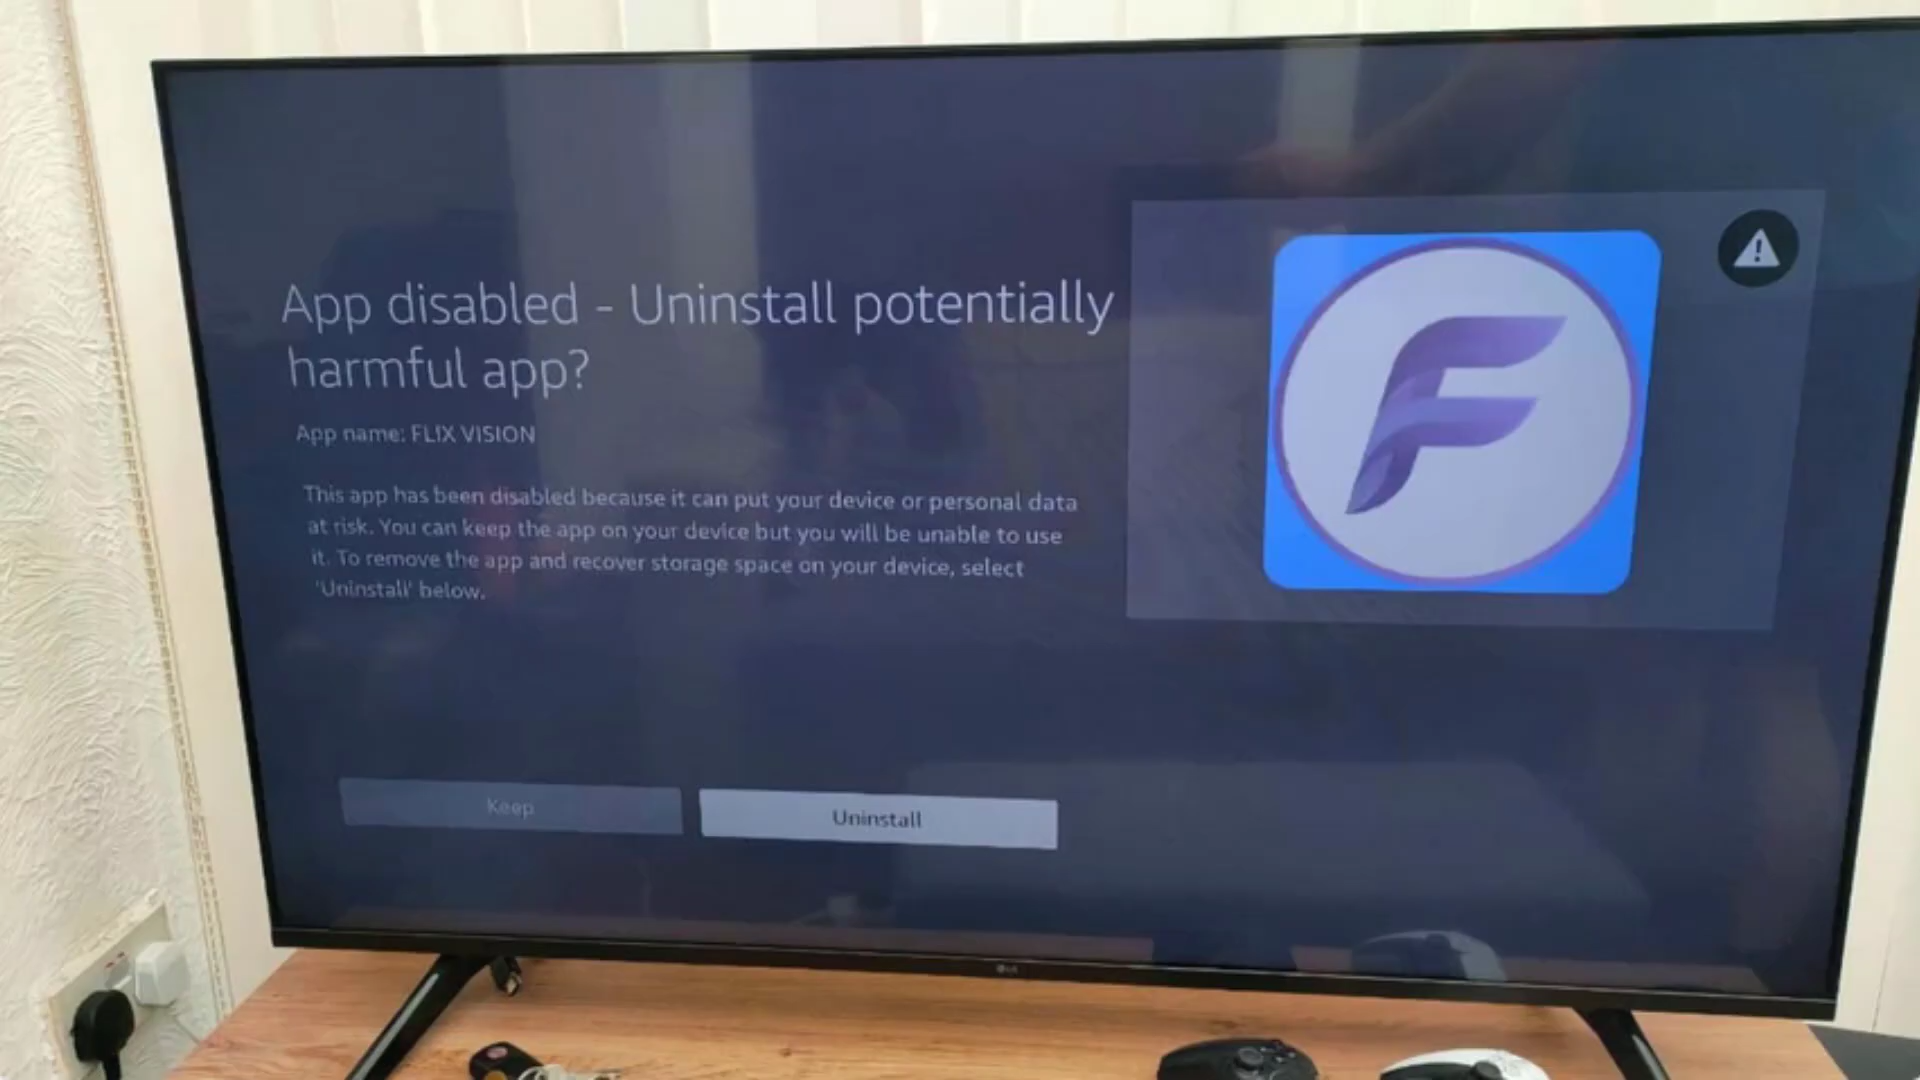 App disabled - Uninstall potentially
harmful app?
App name: FL!X VISION
This app has been disabled because it can put your device or personal data
at risk. You can keep the app on your device but you will be unable to use
it. To remove the app and recover storage space on your device, select
'Uninstall' below.
Keep
Uninstall
LG